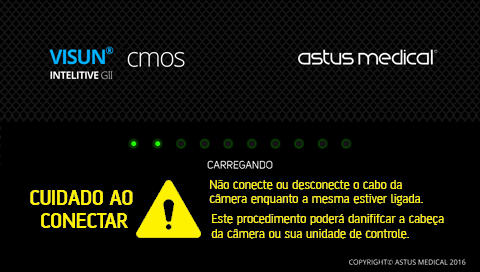 VISUN® cmos
INTELITIVE GII
astus medical®
CARREGANDO
CUIDADO AO
CONECTAR
Não conecte ou desconecte o cabo da
câmera enquanto a mesma estiver ligada.
Este procedimento poderá danififcar a cabeça
da câmera ou sua unidade de controle.
COPYRIGHT© ASTUS MEDICAL 2016